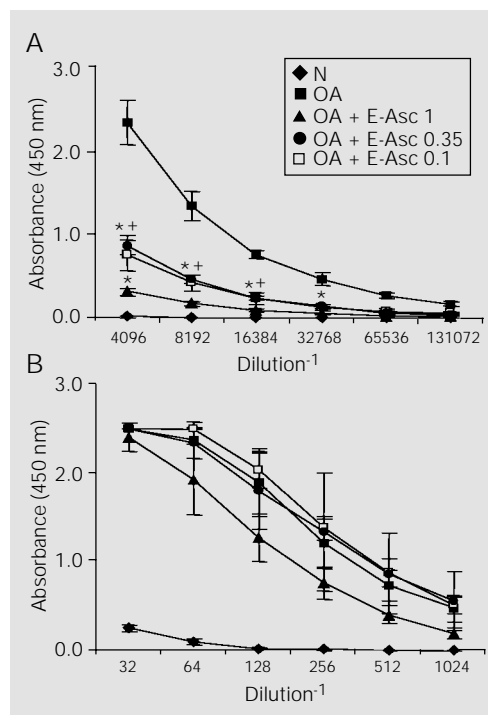 A
3.0
2.0
1.0
0.0
Absorbance (450 nm)
N
OA
OA + E-Asc 1
OA + E-Asc 0.35
OA + E-Asc 0.1
*+
*+
*+
*
*
4096 8192 16384 32768 65536 131072
Dilution-1
B
3.0
2.0
1.0
0.0
Absorbance (450 nm)
32 64 128 256 512 1024
Dilution-1